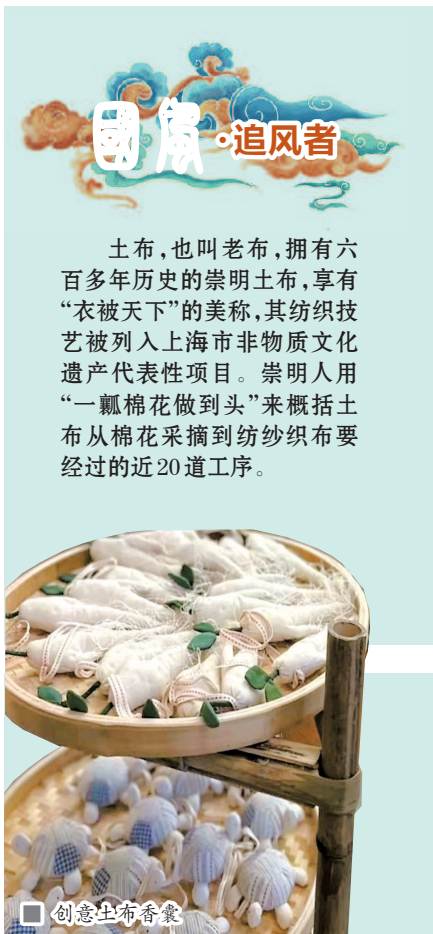 國風·追风者
土布，也叫老布，拥有六
百多年历史的崇明土布，享有
“衣被天下”的美称，其纺织技
艺被列入上海市非物质文化
遗产代表性项目。崇明人用
“一瓤棉花做到头”来概括土
布从棉花采摘到纺纱织布要
经过的近20道工序。
创意土布香囊